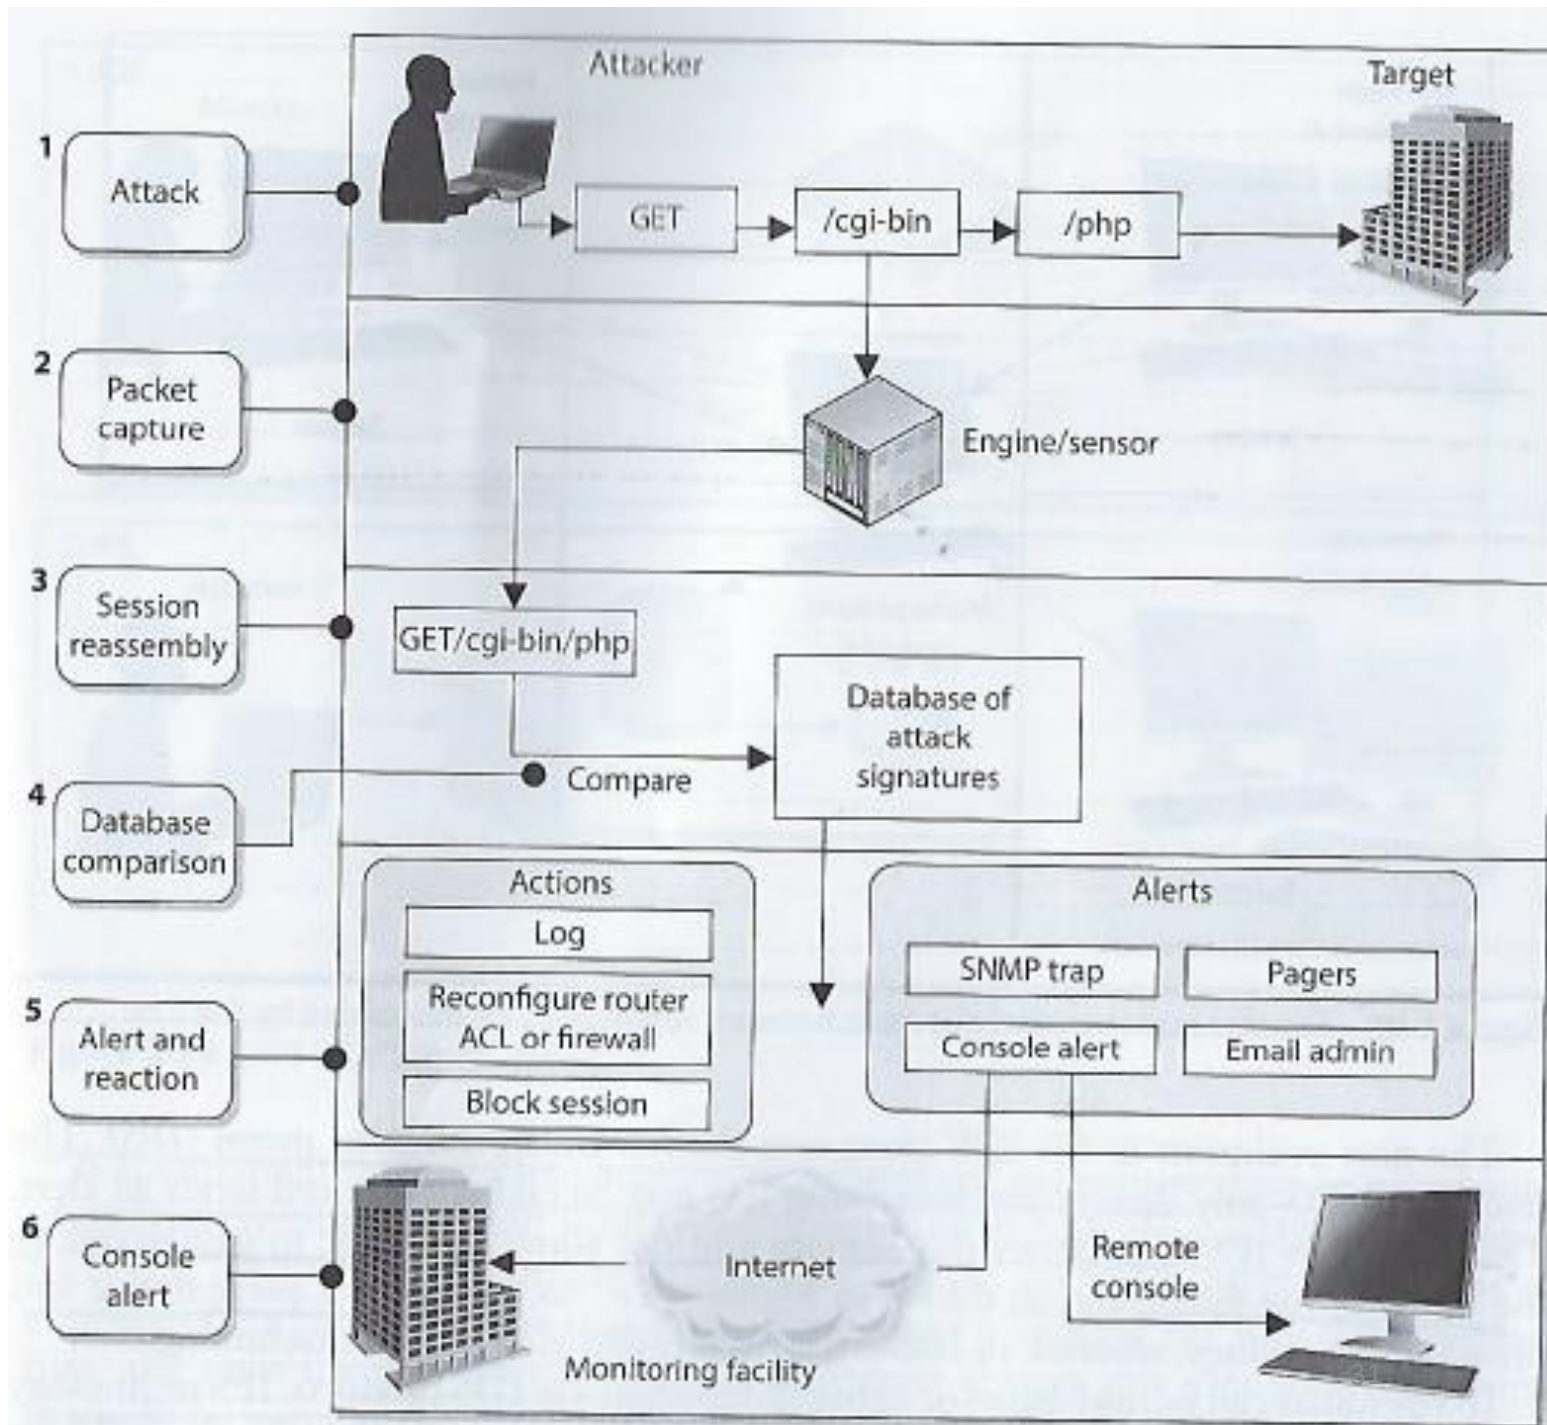 Attacker
Target
1
Attack
GET
/cgi-bin
/php
2
Packet
capture
Engine/sensor
3
Session
reassembly
GET/cgi-bin/php
Database of
attack
signatures
Compare
4
Database
comparison
Actions
Log
Reconfigure router
ACL or firewall
Block session
Alerts
SNMP trap
Pagers
Console alert
Email admin
5
Alert and
reaction
6
Console
alert
Internet
Remote
console
Monitoring facility